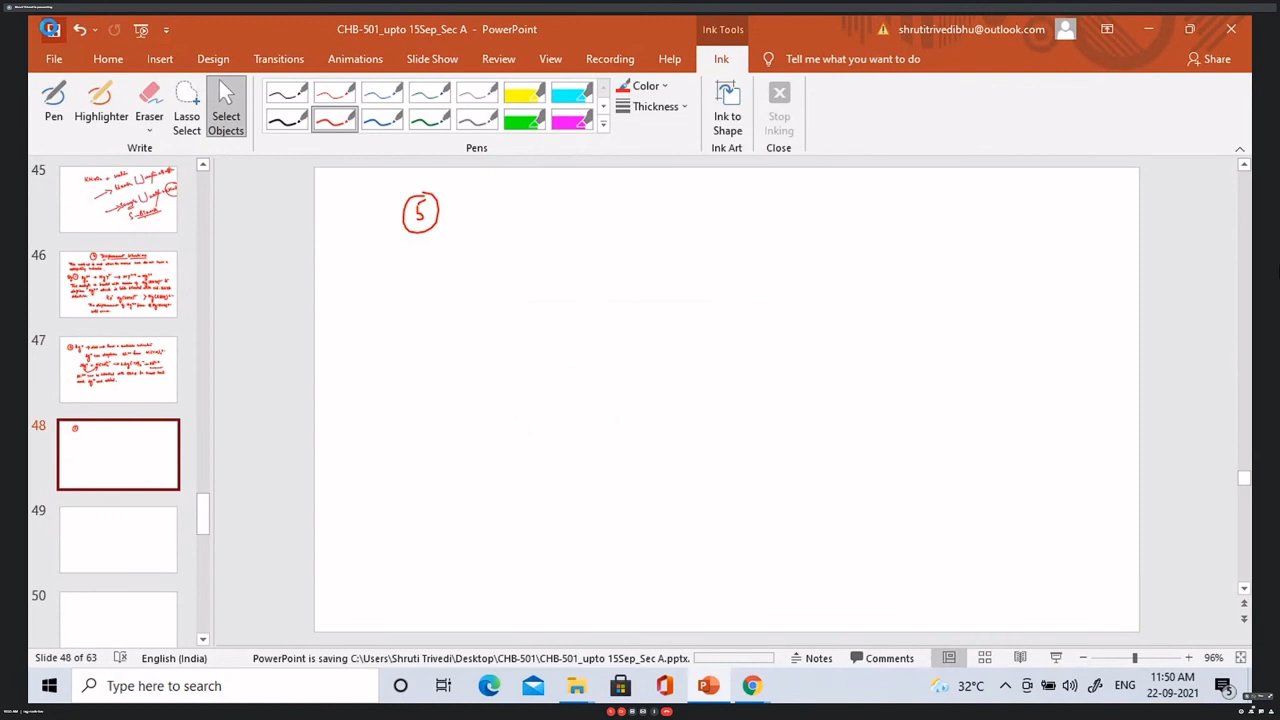 CHB-501_upto 15Sep_Sec A - PowerPoint
Ink Tools
shrutitrivedibhu@outlook.com
File Home Insert Design Transitions Animations Slide Show Review View Recording Help Ink Tell me what you want to do Share
Pen Highlighter Eraser Lasso Select Select Objects
Color
Thickness
Ink to Shape
Stop Inking
Write Pens Ink Art Close
45
46
47
48
49
50
5
Slide 48 of 63 English (India) PowerPoint is saving C:\Users\Shruti Trivedi\Desktop\CHB-501\CHB-501_upto 15Sep_Sec A.pptx. Notes Comments 96%
Type here to search
32°C ENG
11:50 AM
22-09-2021
5